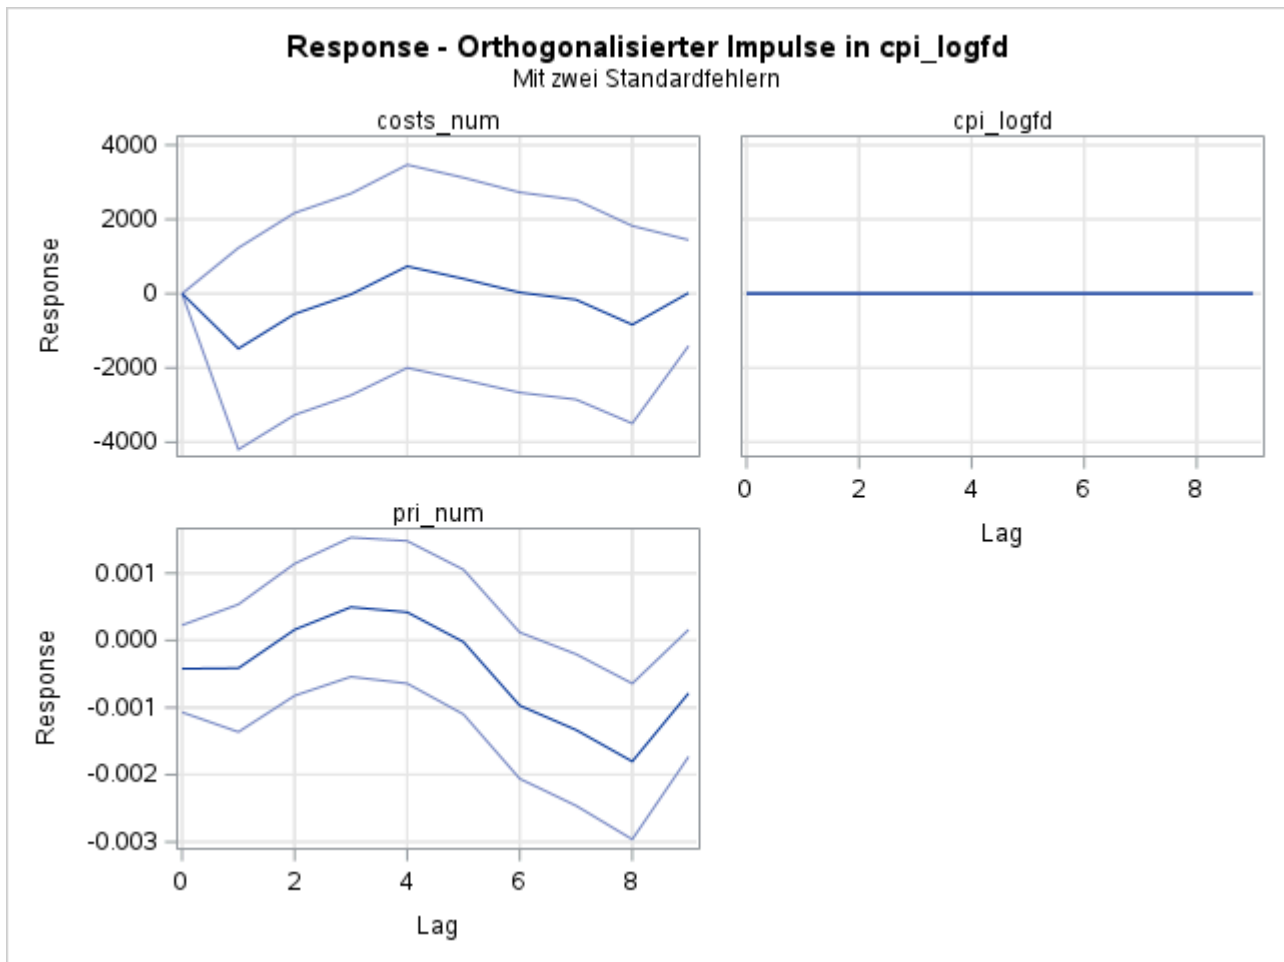 Response - Orthogonalisierter Impulse in cpi_logfd
Mit zwei Standardfehlern
costs_num
4000
2000
0
-2000
-4000
Response
cpi_logfd
0 2 4 6 8
Lag
pri_num
0.001
0.000
-0.001
-0.002
-0.003
Response
0 2 4 6 8
Lag